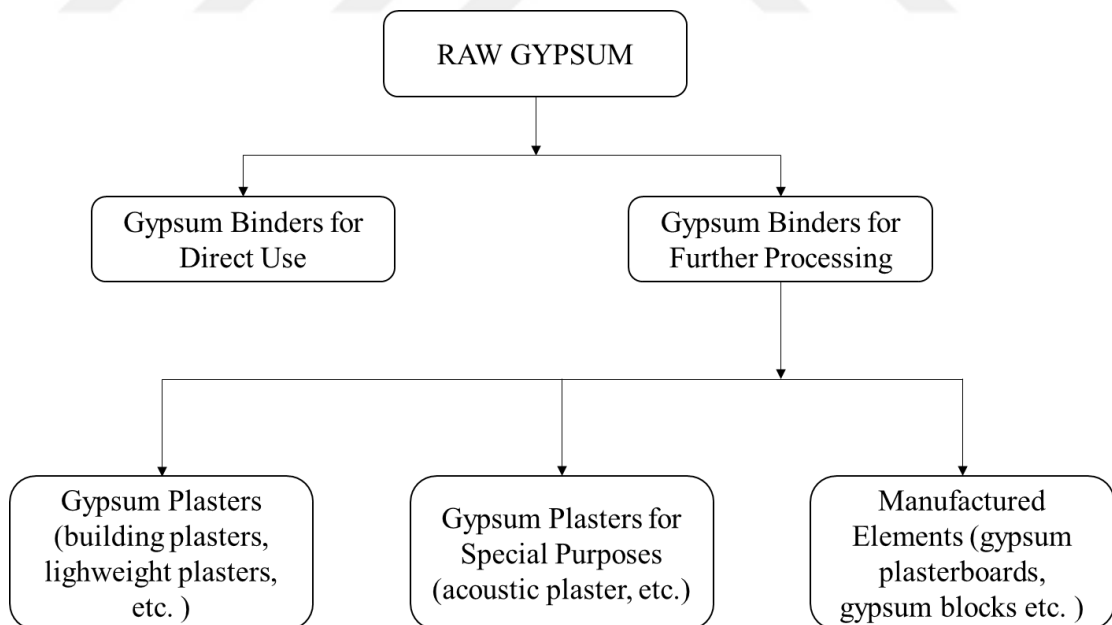 RAW GYPSUM
Gypsum Binders for
Direct Use
Gypsum Binders for
Further Processing
Gypsum Plasters
(building plasters,
lighweight plasters,
etc. )
Gypsum Plasters for
Special Purposes
(acoustic plaster, etc.)
Manufactured
Elements (gypsum
plasterboards,
gypsum blocks etc. )